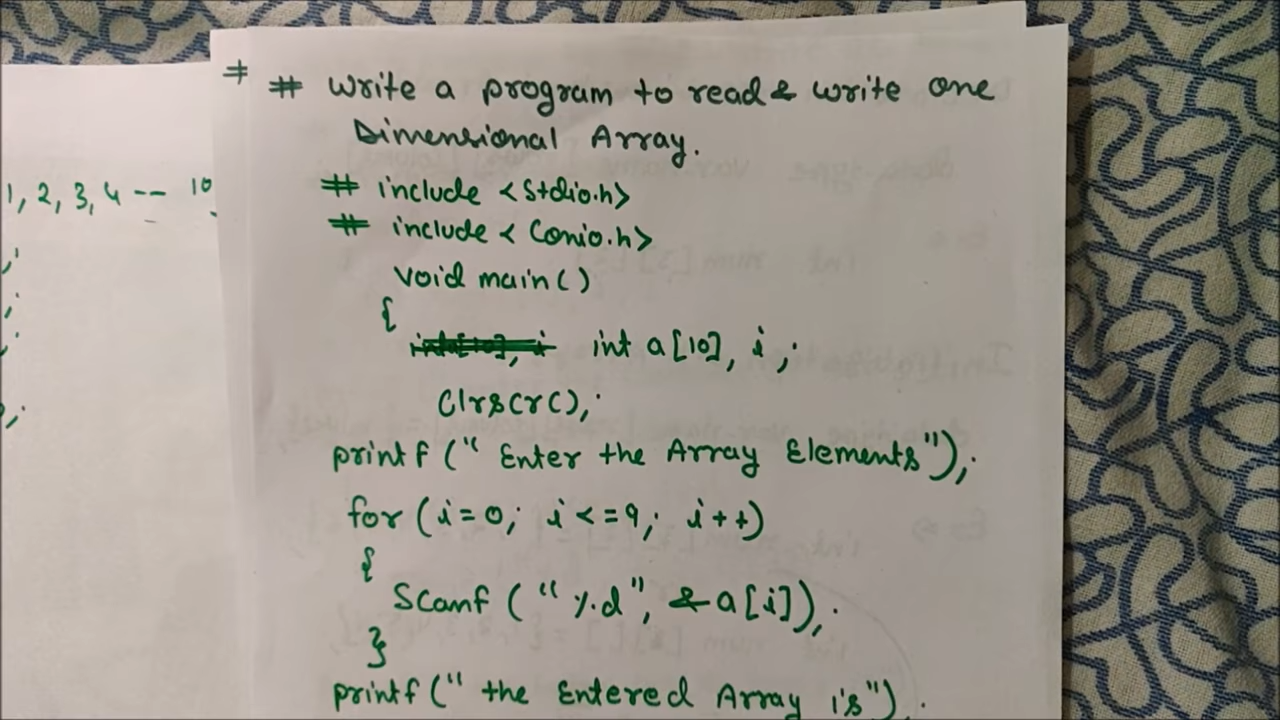 1, 2, 3, 4 -- 10
# # Write a program to read & write one
Dimensional Array.
# include <Stdio.h>
# include < Conio.h>
Void main ()
{
int a [10], i ;
Clrscr();
printf (" Enter the Array Elements");
for (i = 0; i <= 9; i + +)
{
Scanf (" %d", & a [i]);
}
printf (" the Entered Array is");